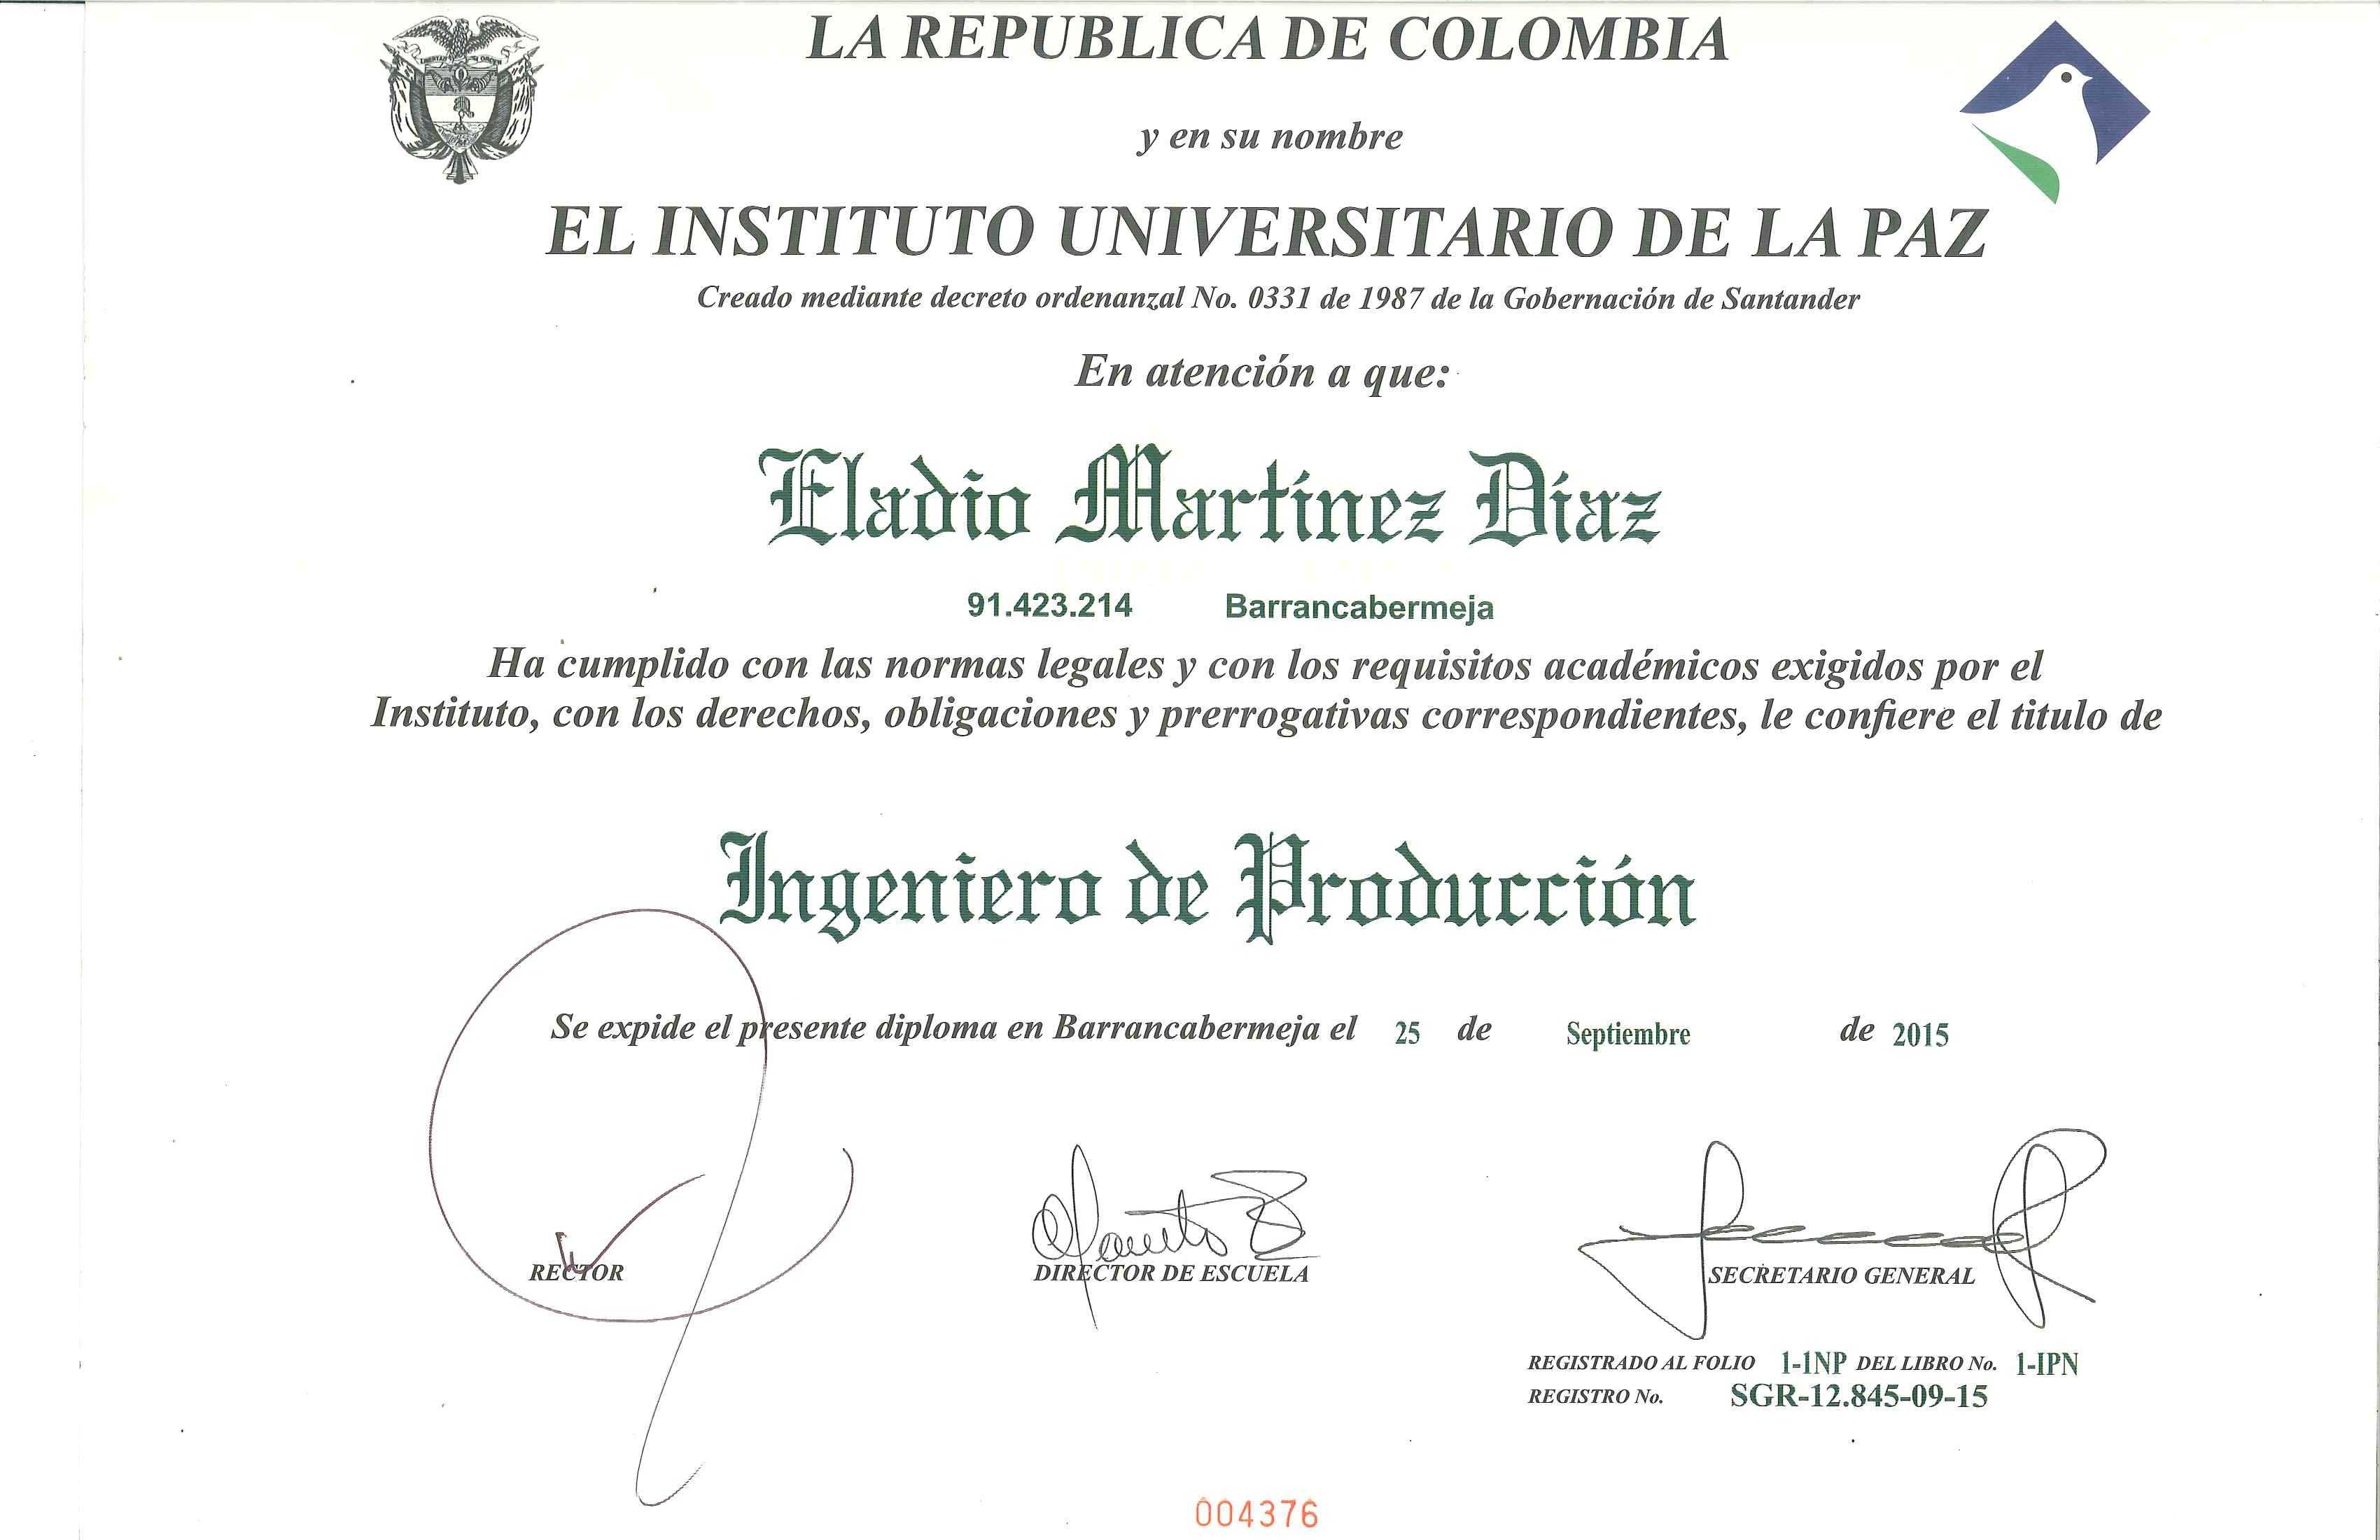 LA REPUBLICA DE COLOMBIA
y en su nombre
EL INSTITUTO UNIVERSITARIO DE LA PAZ
Creado mediante decreto ordenanzal No. 0331 de 1987 de la Gobernación de Santander
En atención a que:
Eladio Martínez Díaz
91.423.214 Barrancabermeja
Ha cumplido con las normas legales y con los requisitos académicos exigidos por el
Instituto, con los derechos, obligaciones y prerrogativas correspondientes, le confiere el titulo de
Ingeniero de Producción
Se expide el presente diploma en Barrancabermeja el 25 de Septiembre de 2015
RECTOR
DIRECTOR DE ESCUELA
SECRETARIO GENERAL
REGISTRADO AL FOLIO 1-1NP DEL LIBRO No. 1-IPN
REGISTRO No. SGR-12.845-09-15
004376